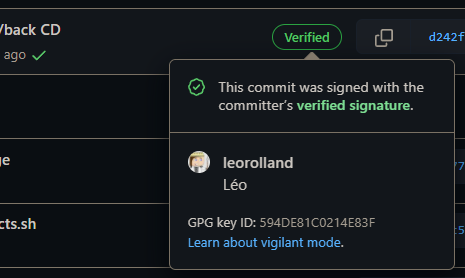 /back CD
Verified
d242f
ago
This commit was signed with the
committer's verified signature.
ge
leorolland
Léo
77
cts.sh
GPG key ID: 594DE81C0214E83F
Learn about vigilant mode.